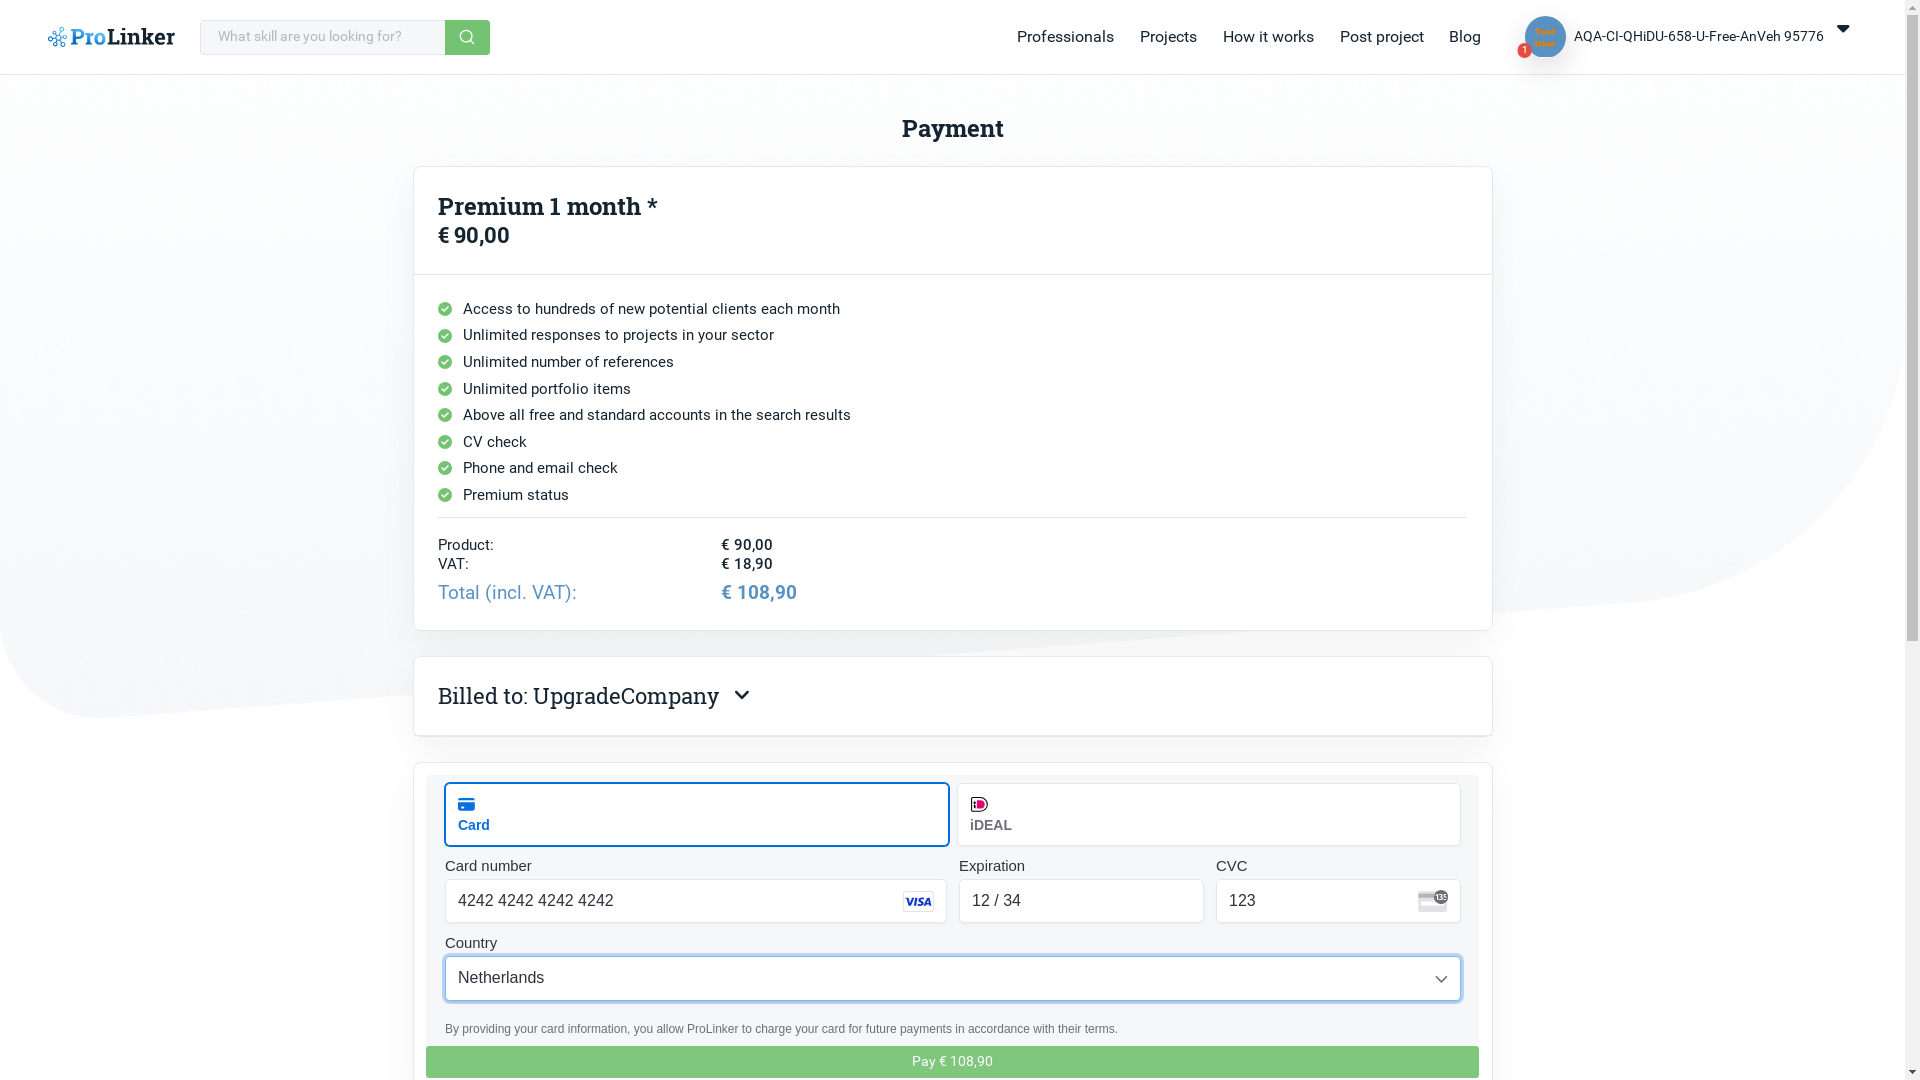 ProLinker
What skill are you looking for?
Professionals
Projects
How it works
Post project
Blog
Test
User
1
AQA-CI-QHiDU-658-U-Free-AnVeh 95776
Payment
Premium 1 month *
€ 90,00
Access to hundreds of new potential clients each month
Unlimited responses to projects in your sector
Unlimited number of references
Unlimited portfolio items
Above all free and standard accounts in the search results
CV check
Phone and email check
Premium status
Product: € 90,00
VAT: € 18,90
Total (incl. VAT): € 108,90
Billed to: UpgradeCompany
Card
iDEAL
Card number
Expiration
CVC
4242 4242 4242 4242
VISA
12 / 34
123
135
Country
Netherlands
By providing your card information, you allow ProLinker to charge your card for future payments in accordance with their terms.
Pay € 108,90